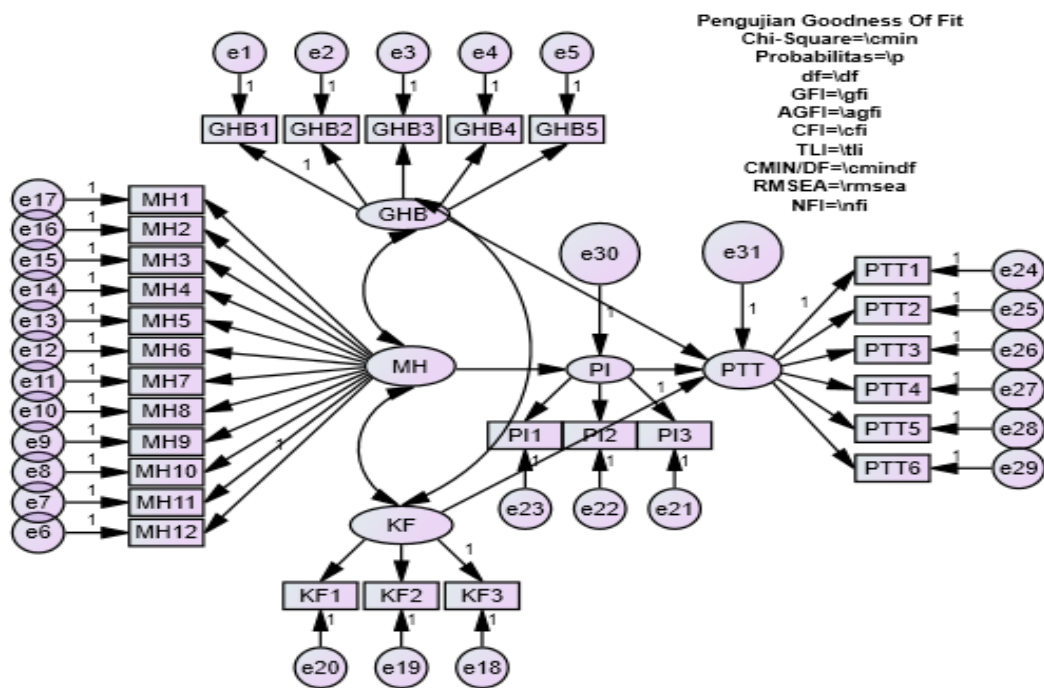 Pengujian Goodness Of Fit
Chi-Square=\cmin
Probabilitas=\p
df=\df
GFI=\gfi
AGFI=\agfi
CFI=\cfi
TLI=\tli
CMIN/DF=\cmindf
RMSEA=\rmsea
NFI=\nfi
e1 e2 e3 e4 e5
1 1 1 1 1
GHB1 GHB2 GHB3 GHB4 GHB5
1
GHB
e17 1 MH1
e16 1 MH2
e15 1 MH3
e14 1 MH4
e13 1 MH5
e12 1 MH6
e11 1 MH7
e10 1 MH8
e9 1 MH9
e8 1 MH10
e7 1 MH11
e6 1 MH12
1
MH
e30 e31
1 1
PI PTT
1
PI1 PI2 PI3
1 1 1
e23 e22 e21
1
PTT1 1 e24
PTT2 1 e25
PTT3 1 e26
PTT4 1 e27
PTT5 1 e28
PTT6 1 e29
KF
1
KF1 KF2 KF3
1 1 1
e20 e19 e18